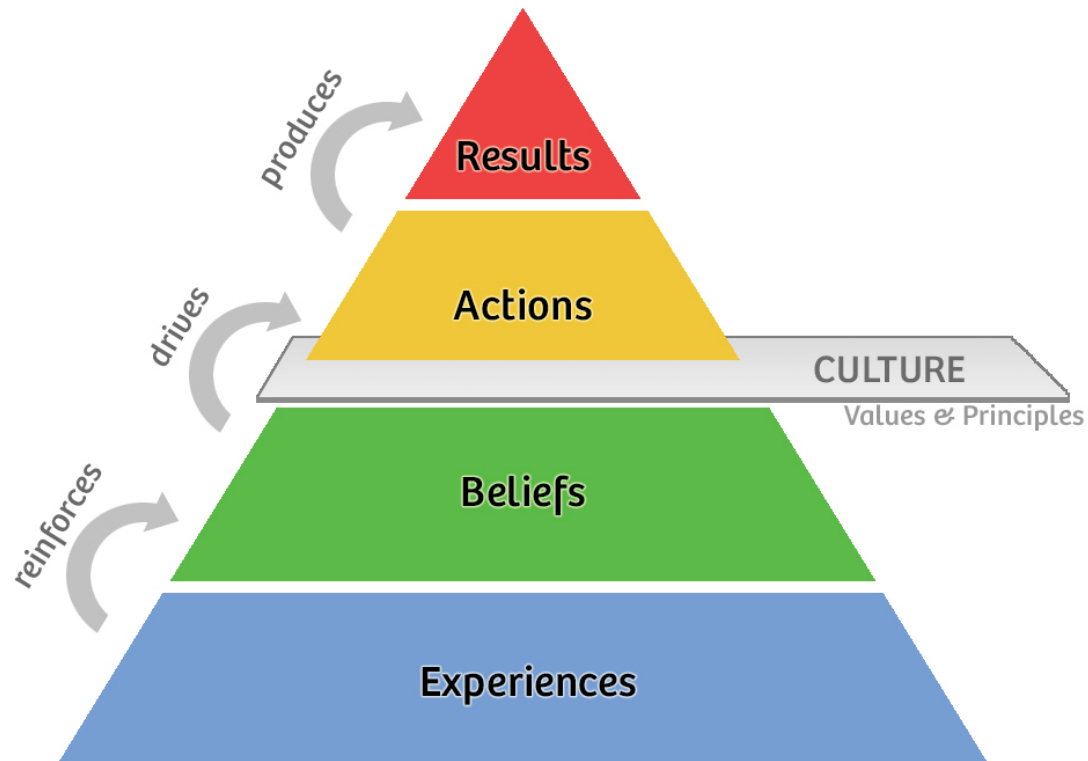 produces
Results
drives
Actions
CULTURE
Values & Principles
reinforces
Beliefs
Experiences